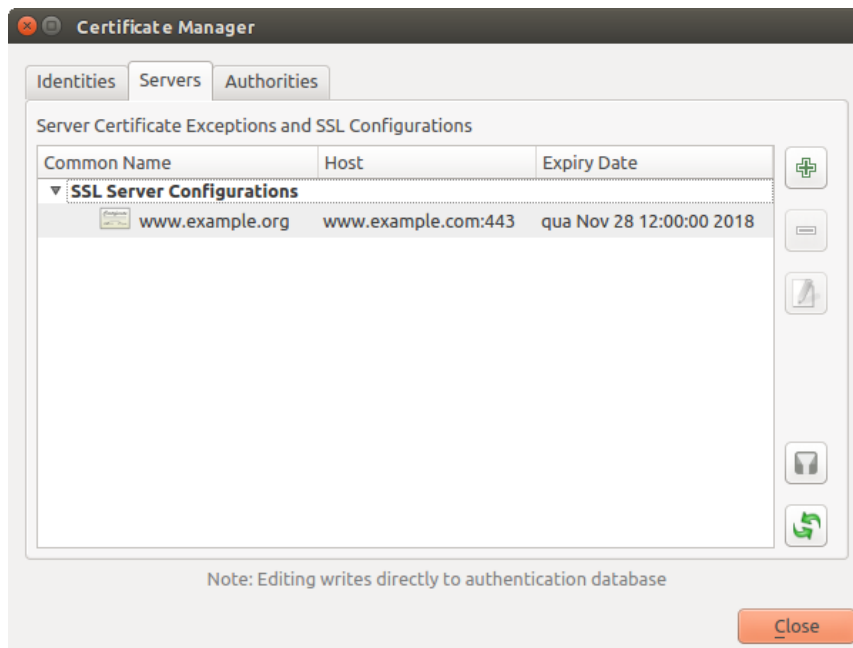 Certificate Manager
Identities Servers Authorities
Server Certificate Exceptions and SSL Configurations
Common Name Host Expiry Date
SSL Server Configurations
www.example.org www.example.com:443 qua Nov 28 12:00:00 2018
Note: Editing writes directly to authentication database
Close